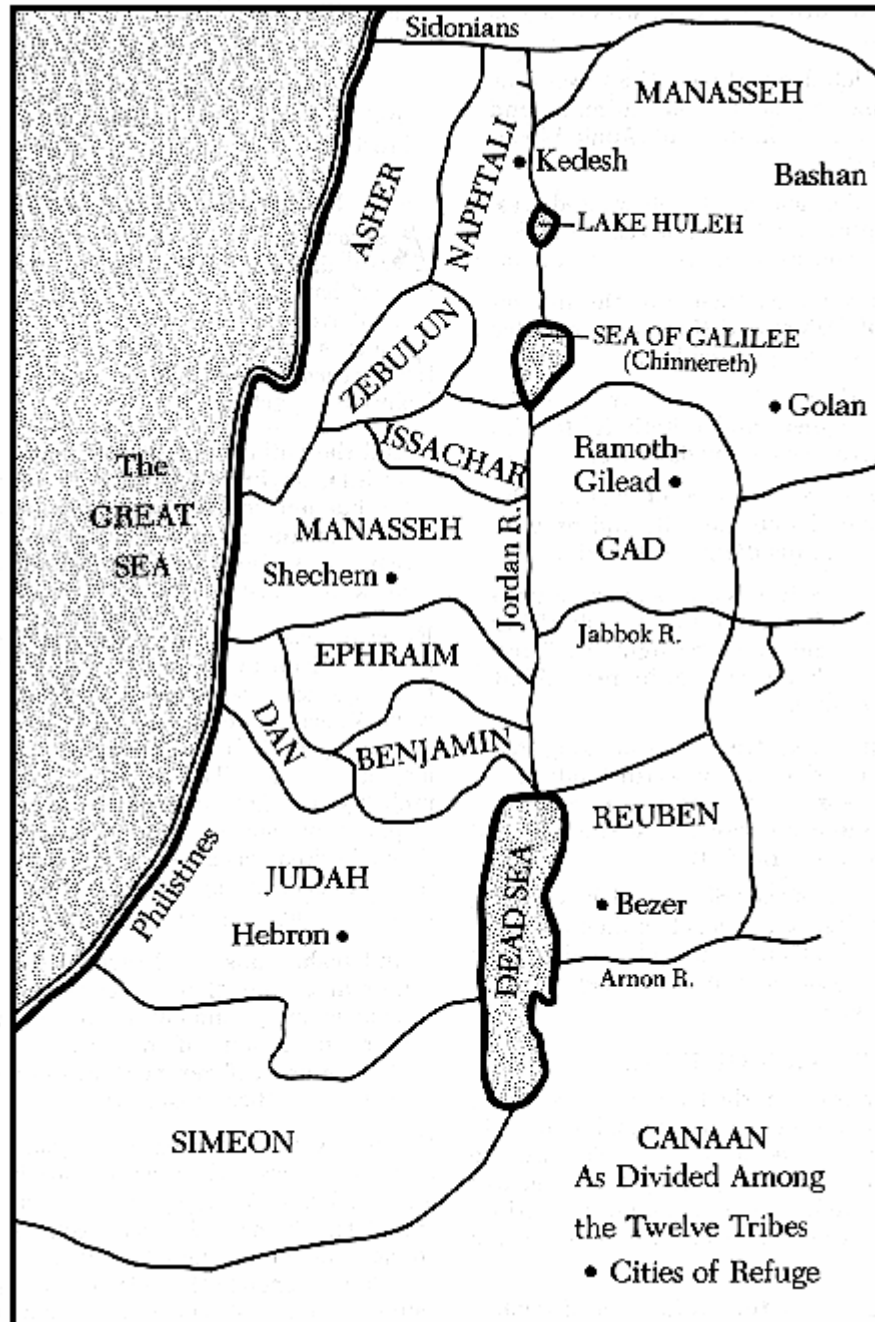 Sidonians
MANASSEH
ASHER
NAPHTALI
Kedesh
Bashan
LAKE HULEH
ZEBULUN
SEA OF GALILEE
(Chinnereth)
Golan
ISSACHAR
Ramoth-
Gilead
The
GREAT
SEA
MANASSEH
Shechem
Jordan R.
GAD
EPHRAIM
Jabbok R.
DAN
BENJAMIN
REUBEN
Philistines
JUDAH
Hebron
DEAD SEA
Bezer
Arnon R.
SIMEON
CANAAN
As Divided Among
the Twelve Tribes
• Cities of Refuge